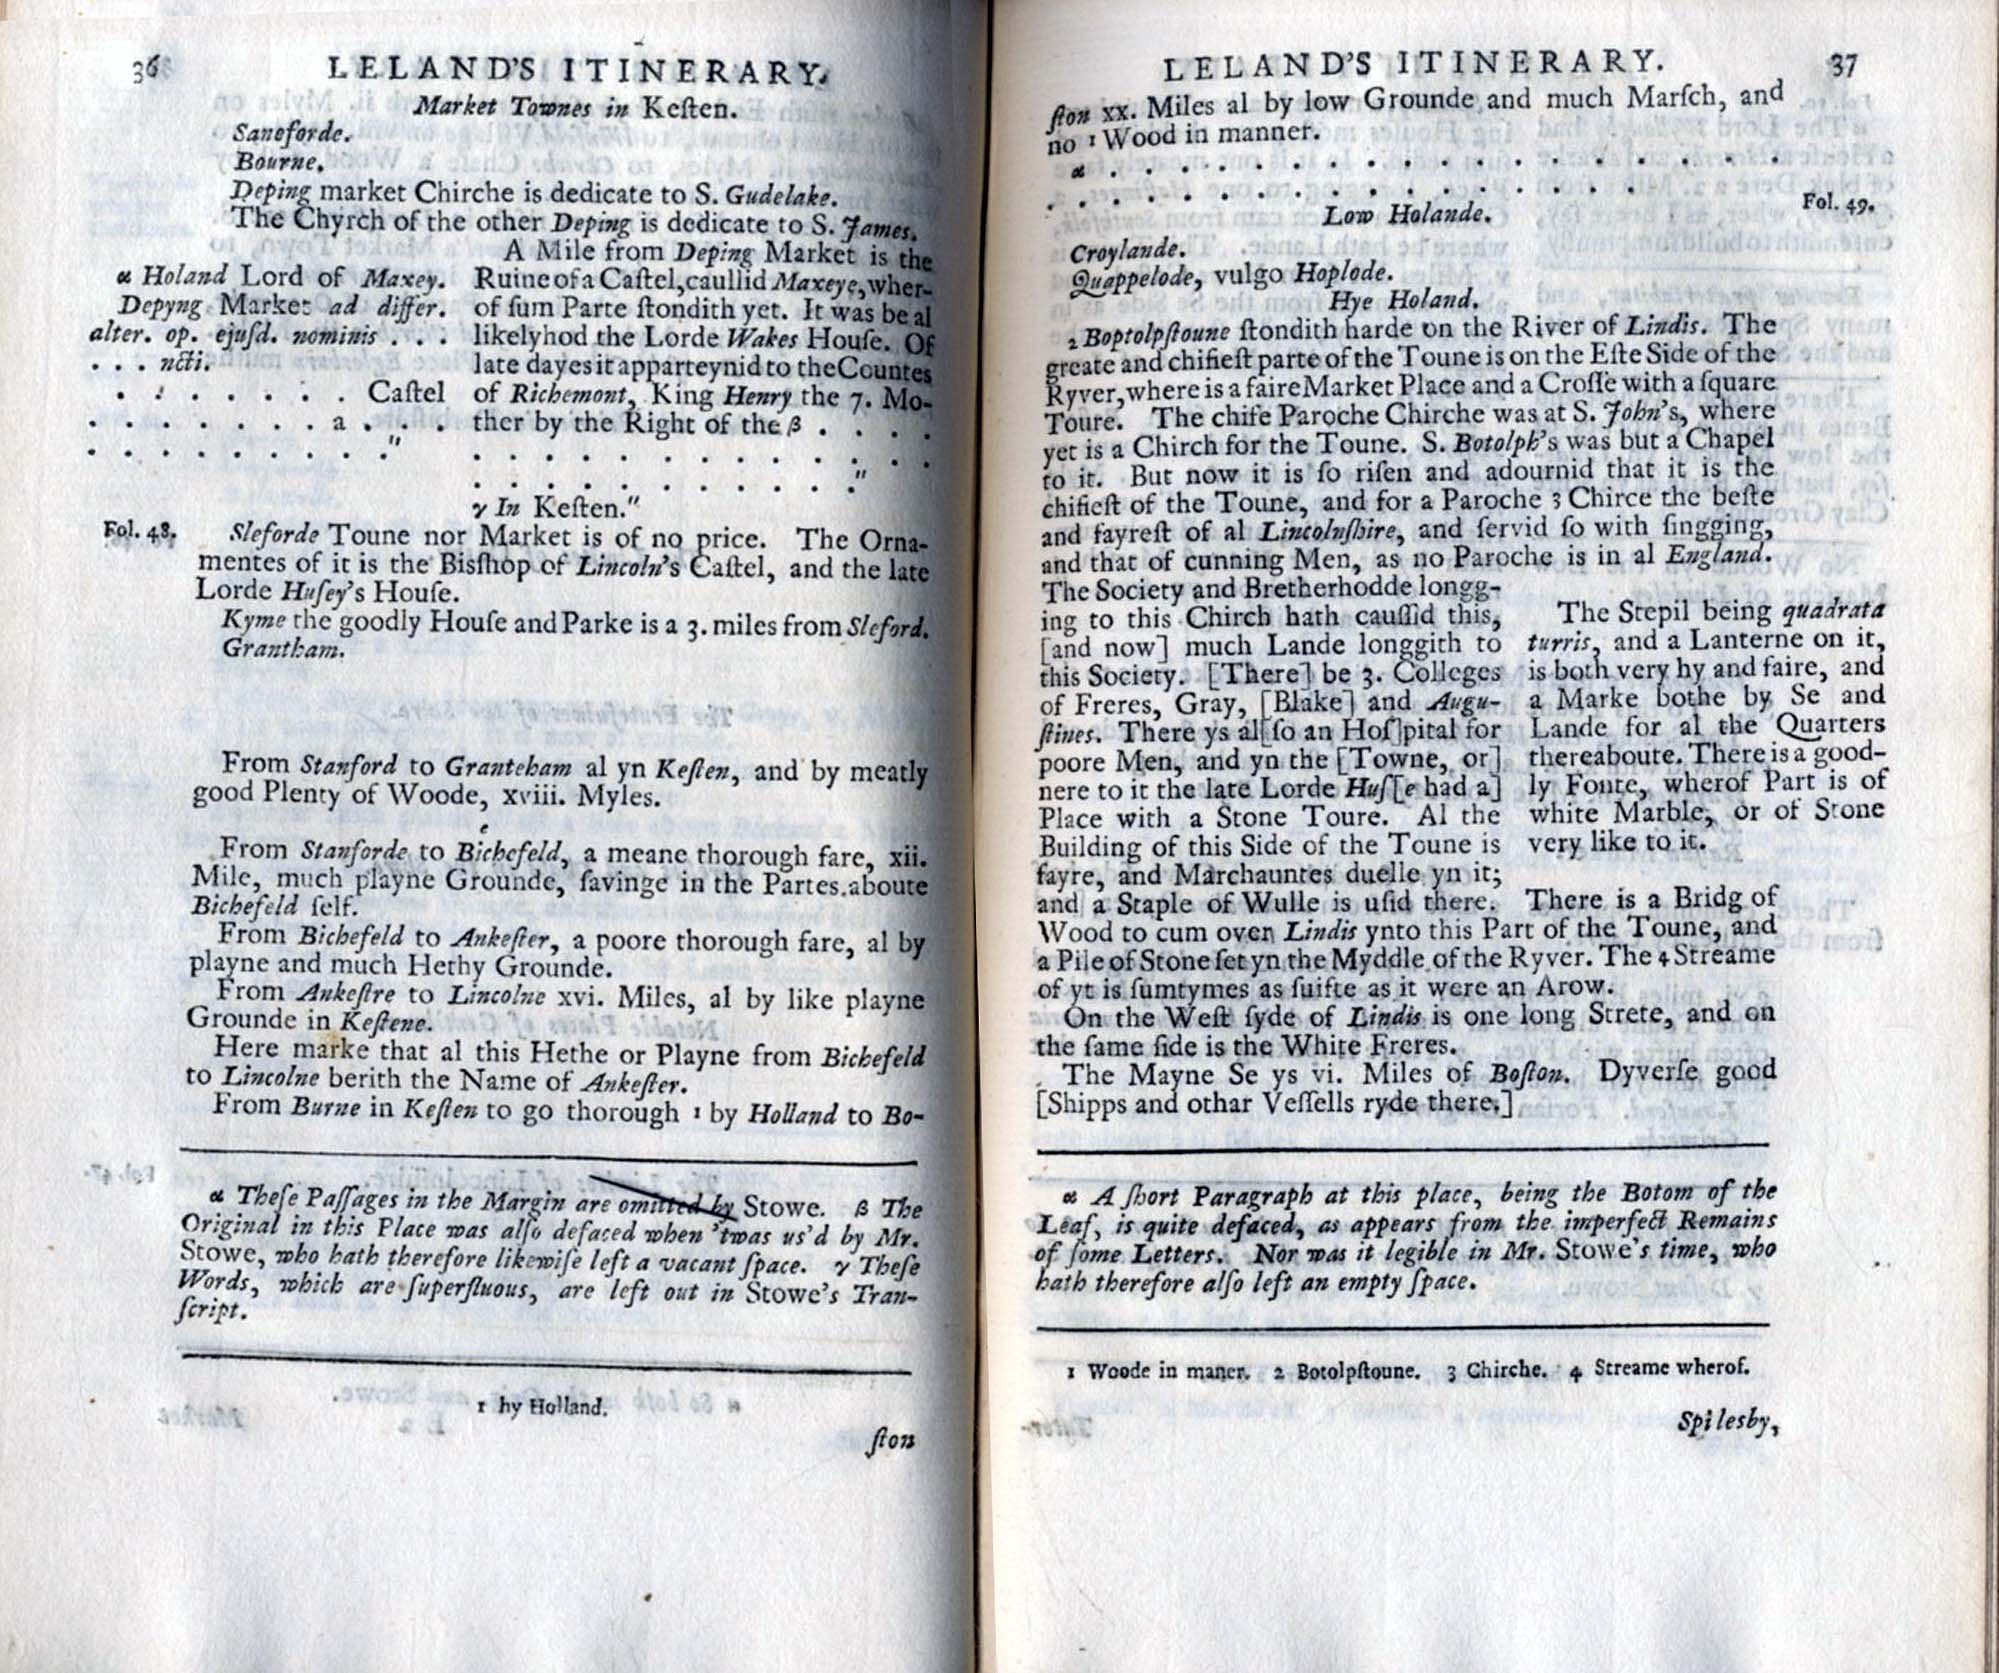 36 LELAND'S ITINERARY.
Market Townes in Keſten.
Saneforde.
Bourne.
Deping market Chirche is dedicate to S. Gudelake.
The Chyrch of the other Deping is dedicate to S. James.
A Mile from Deping Market is the
Ruine of a Caſtel, caullid Maxeye, wher-
of ſum Parte ſtondith yet. It was be al
likelyhod the Lorde Wakes Houſe. Of
late dayes it apparteynid to the Countes
of Richemont, King Henry the 7. Mo-
ther by the Right of the β . . . .
. . . . . . . . . . . . .
. . . . . . . . . . . ."
γ In Keſten."
α Holand Lord of Maxey.
Depyng Market ad differ.
alter. op. ejuſd. nominis . . .
. . . ncti.
. . . . . . . Caſtel
. . . . . . . a . . .
. . . . . . . . . ."
Fol. 48.
Sleforde Toune nor Market is of no price. The Orna-
mentes of it is the Bisſhop of Lincoln's Caſtel, and the late
Lorde Huſey's Houſe.
Kyme the goodly Houſe and Parke is a 3. miles from Sleford.
Grantham.
From Stanford to Granteham al yn Keſten, and by meatly
good Plenty of Woode, xviii. Myles.
e
From Stanforde to Bichefeld, a meane thorough fare, xii.
Mile, much playne Grounde, ſavinge in the Partes aboute
Bichefeld ſelf.
From Bichefeld to Ankeſter, a poore thorough fare, al by
playne and much Hethy Grounde.
From Ankeſtre to Lincolne xvi. Miles, al by like playne
Grounde in Keſtene.
Here marke that al this Hethe or Playne from Bichefeld
to Lincolne berith the Name of Ankeſter.
From Burne in Keſten to go thorough 1 by Holland to Bo-
α Theſe Paſſages in the Margin are omitted by Stowe. β The
Original in this Place was alſo defaced when 'twas us'd by Mr.
Stowe, who hath therefore likewiſe left a vacant ſpace. γ Theſe
Words, which are ſuperfluous, are left out in Stowe's Tran-
ſcript.
1 hy Holland.
ſton
LELAND'S ITINERARY. 37
ſton xx. Miles al by low Grounde and much Marſch, and
no 1 Wood in manner.
α . . . . . . . . . . . . . . . .
. . . . . . . . . . . . . .
Low Holande.
Fol. 49.
Croylande.
Quappelode, vulgo Hoplode.
Hye Holand.
2 Boptolpſtoune ſtondith harde on the River of Lindis. The
greate and chifieſt parte of the Toune is on the Eſte Side of the
Ryver, where is a faire Market Place and a Croſſe with a ſquare
Toure. The chife Paroche Chirche was at S. John's, where
yet is a Chirch for the Toune. S. Botolph's was but a Chapel
to it. But now it is ſo riſen and adournid that it is the
chifieſt of the Toune, and for a Paroche 3 Chirce the beſte
and fayreſt of al Lincolnſhire, and ſervid ſo with ſingging,
and that of cunning Men, as no Paroche is in al England.
The Society and Bretherhodde longg-
ing to this Chirch hath cauſſid this,
[and now] much Lande longgith to
this Society. [There] be 3. Colleges
of Freres, Gray, [Blake] and Augu-
ſtines. There ys al[ſo an Hoſ]pital for
poore Men, and yn the [Towne, or]
nere to it the late Lorde Huſ[e had a]
Place with a Stone Toure. Al the
Building of this Side of the Toune is
fayre, and Marchauntes duelle yn it;
and a Staple of Wulle is uſid there. There is a Bridg of
The Stepil being quadrata
turris, and a Lanterne on it,
is both very hy and faire, and
a Marke bothe by Se and
Lande for al the Quarters
thereaboute. There is a good-
ly Fonte, wherof Part is of
white Marble, or of Stone
very like to it.
Wood to cum over Lindis ynto this Part of the Toune, and
a Pile of Stone ſet yn the Myddle of the Ryver. The 4 Streame
of yt is ſumtymes as ſuifte as it were an Arow.
On the Weſt ſyde of Lindis is one long Strete, and on
the ſame ſide is the White Freres.
The Mayne Se ys vi. Miles of Boſton. Dyverſe good
[Shipps and othar Veſſells ryde there.]
α A ſhort Paragraph at this place, being the Botom of the
Leaf, is quite defaced, as appears from the imperfect Remains
of ſome Letters. Nor was it legible in Mr. Stowe's time, who
hath therefore alſo left an empty ſpace.
1 Woode in maner. 2 Botolpſtoune. 3 Chirche. 4 Streame wherof.
Spilesby,